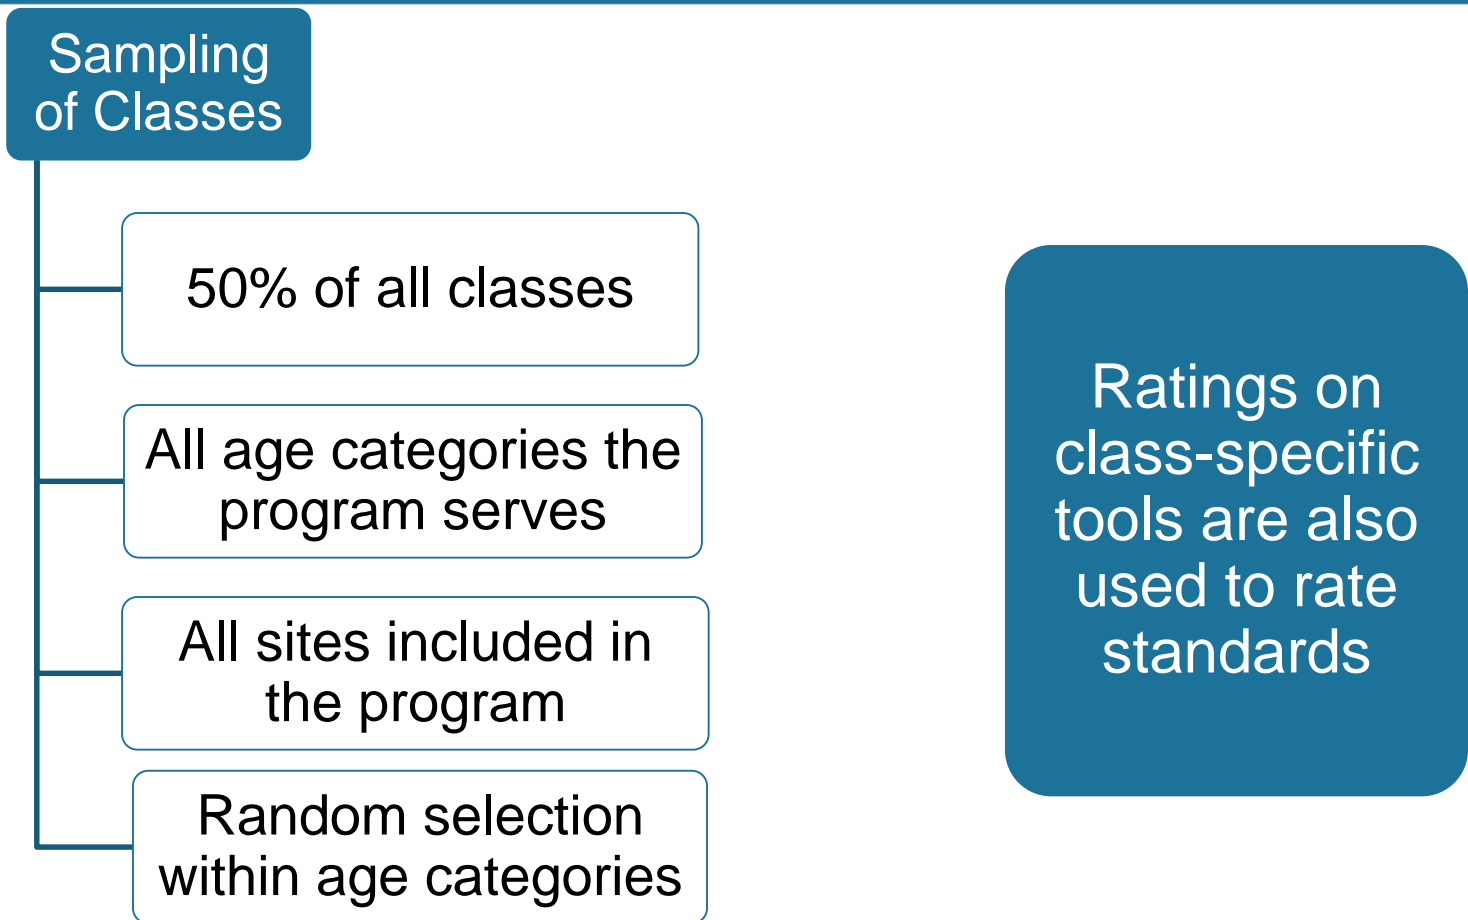 Sampling
of Classes
50% of all classes
All age categories the
program serves
All sites included in
the program
Random selection
within age categories
Ratings on
class-specific
tools are also
used to rate
standards